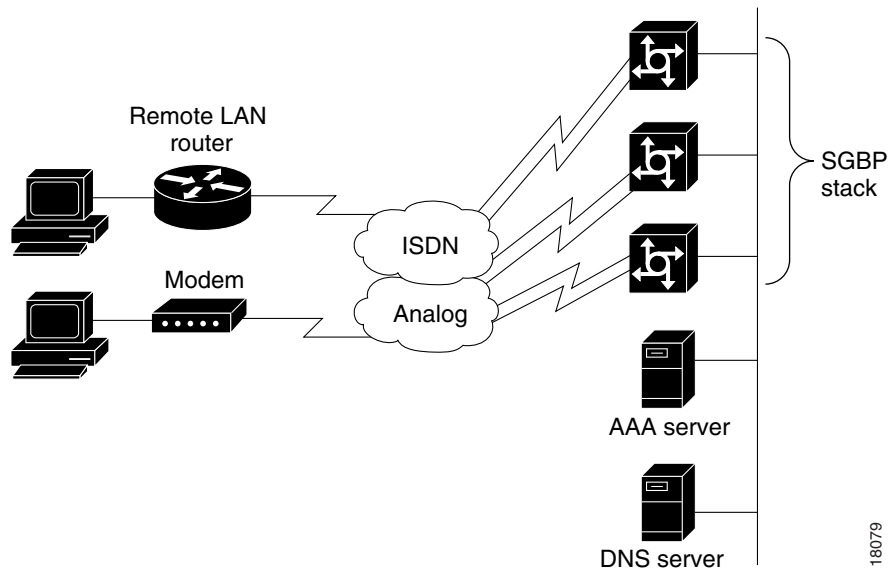 Remote LAN
router
ISDN
SGBP
stack
Modem
Analog
AAA server
DNS server
18079